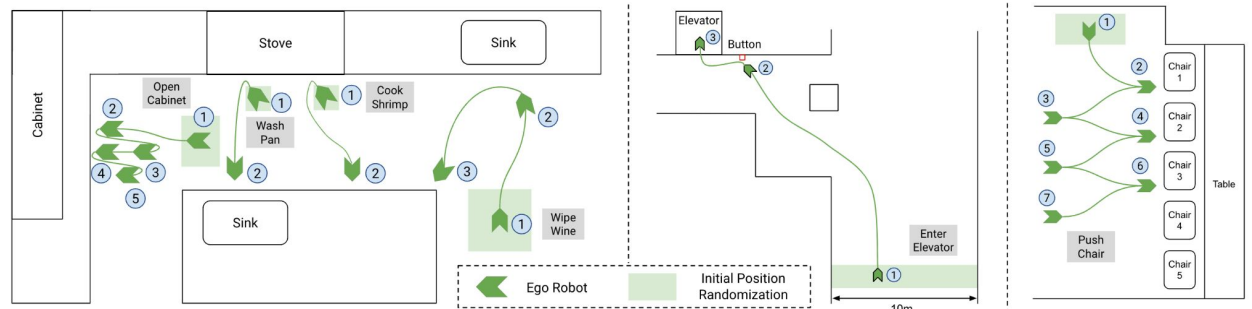 Cabinet
Stove
Sink
Open
Cabinet
1
2
3
4
5
Wash
Pan
1
2
Cook
Shrimp
1
2
Sink
Wipe
Wine
1
2
3
Ego Robot
Initial Position
Randomization
Elevator
3
Button
2
Enter
Elevator
1
10m
1
2
3
4
5
6
7
Push
Chair
Chair
1
Chair
2
Chair
3
Chair
4
Chair
5
Table